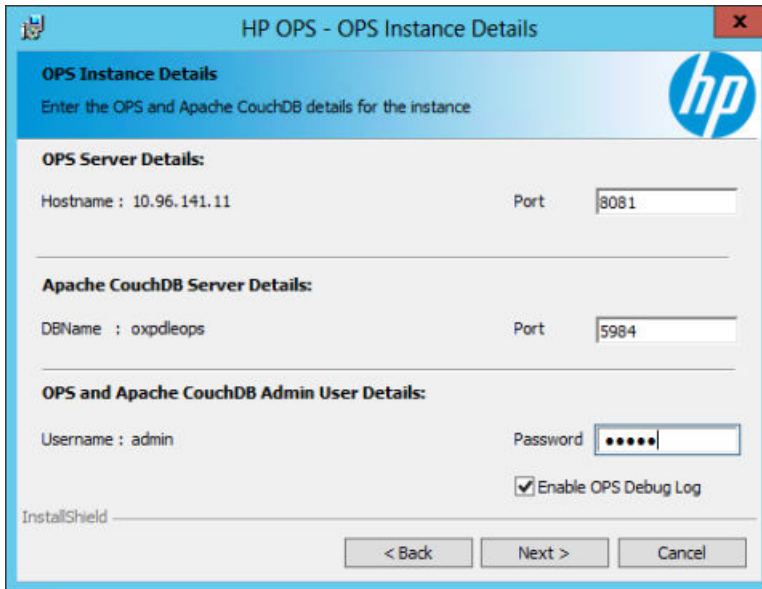 HP OPS - OPS Instance Details
x
OPS Instance Details
Enter the OPS and Apache CouchDB details for the instance
hp
OPS Server Details:
Hostname : 10.96.141.11 Port 8081
Apache CouchDB Server Details:
DBName : oxpdleops Port 5984
OPS and Apache CouchDB Admin User Details:
Username : admin Password •••••
Enable OPS Debug Log
InstallShield
< Back Next > Cancel